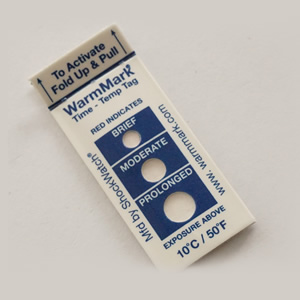 To Activate
Fold Up & Pull
WarmMark
Time - Temp Tag
RED INDICATES
BRIEF
MODERATE
PROLONGED
EXPOSURE ABOVE
10°C / 50°F
Mfd by ShockWatch®
www.warmmark.com